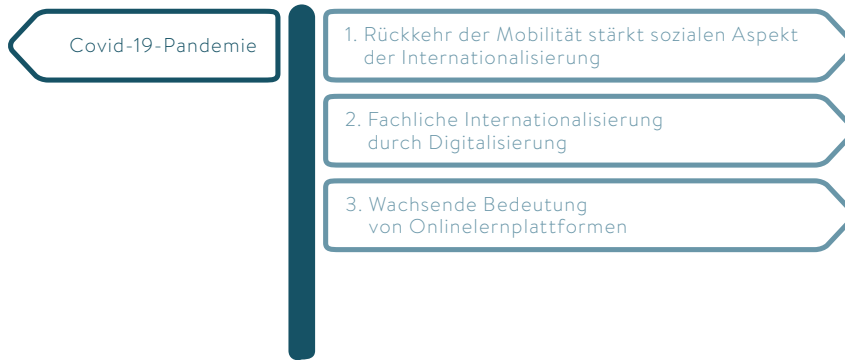 Covid-19-Pandemie
1. Rückkehr der Mobilität stärkt sozialen Aspekt
der Internationalisierung
2. Fachliche Internationalisierung
durch Digitalisierung
3. Wachsende Bedeutung
von Onlinelernplattformen